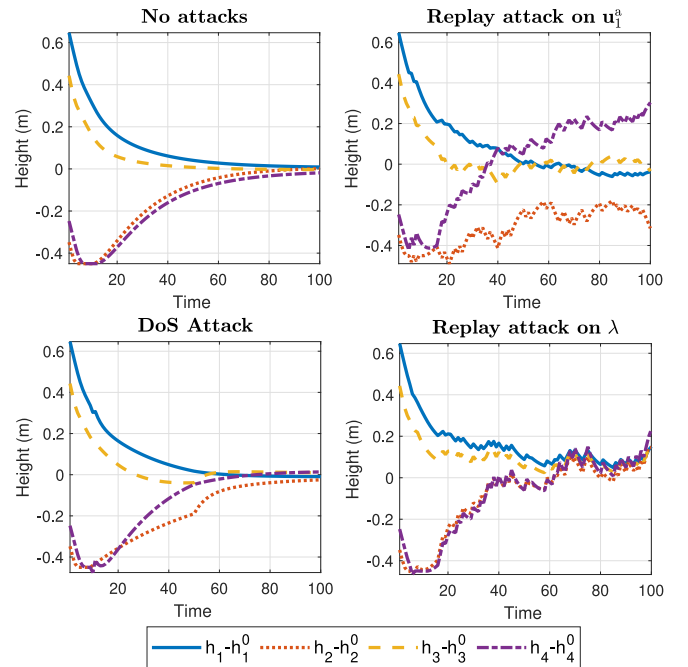 No attacks
0.6
0.4
0.2
0
-0.2
-0.4
20 40 60 80 100
Height (m)
Time
Replay attack on u₁ᵃ
0.6
0.4
0.2
0
-0.2
-0.4
20 40 60 80 100
Height (m)
Time
DoS Attack
0.6
0.4
0.2
0
-0.2
-0.4
20 40 60 80 100
Height (m)
Time
Replay attack on λ
0.6
0.4
0.2
0
-0.2
-0.4
20 40 60 80 100
Height (m)
Time
h₁-h₁⁰ h₂-h₂⁰ h₃-h₃⁰ h₄-h₄⁰